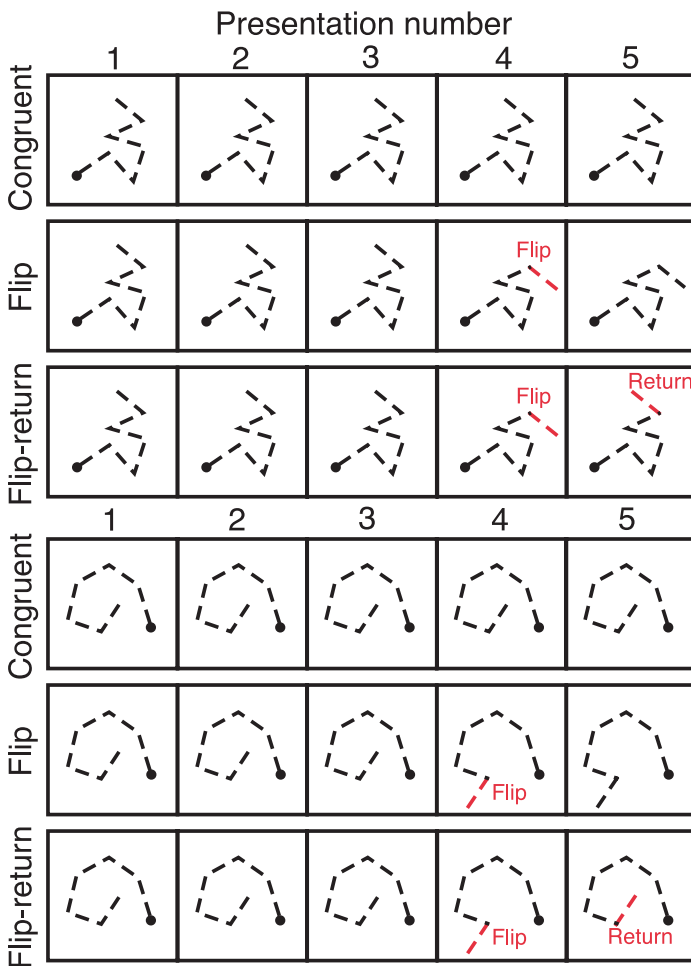 Presentation number
1 2 3 4 5
Congruent
Flip
Flip
Flip-return
Flip
Return
1 2 3 4 5
Congruent
Flip
Flip
Flip-return
Flip
Return